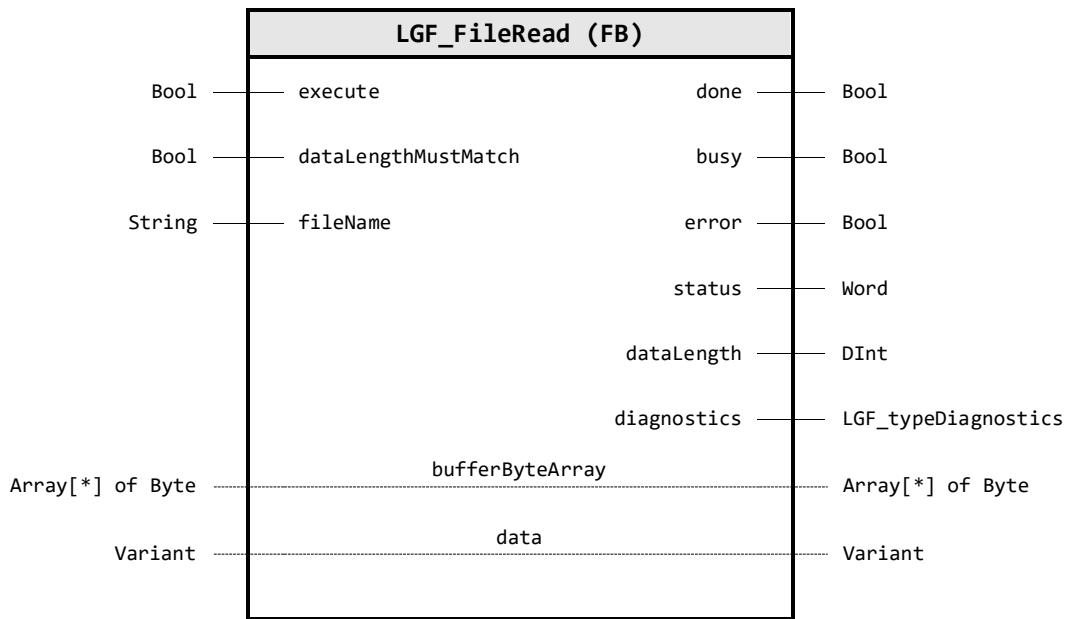 LGF_FileRead (FB)
Bool execute done Bool
Bool dataLengthMustMatch busy Bool
String fileName error Bool
status Word
dataLength DInt
diagnostics LGF_typeDiagnostics
bufferByteArray
Array[*] of Byte Array[*] of Byte
data
Variant Variant